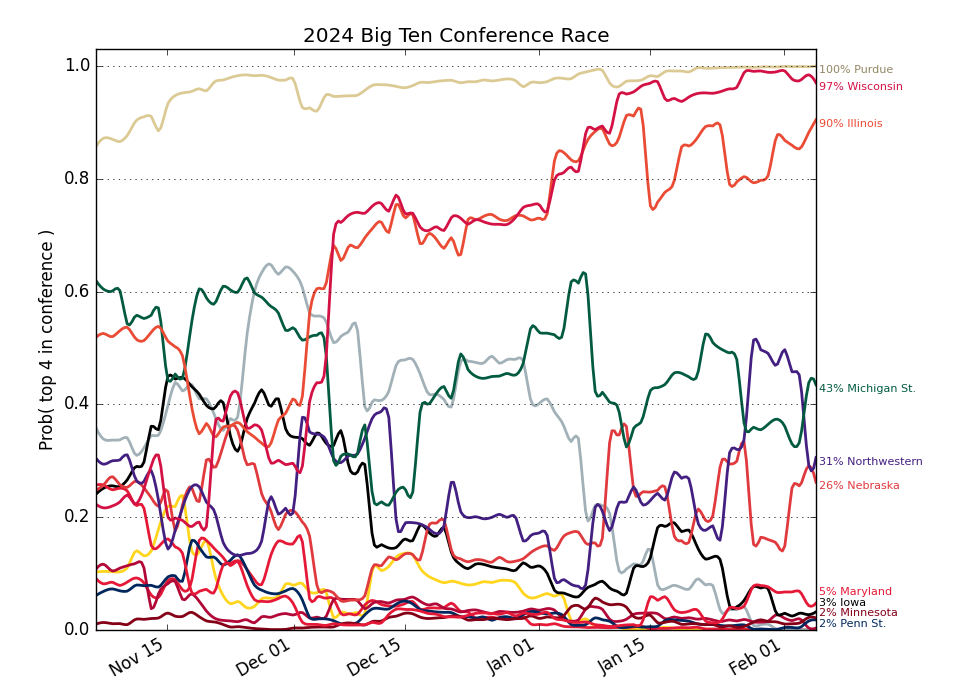 2024 Big Ten Conference Race
Prob( top 4 in conference )
1.0
0.8
0.6
0.4
0.2
0.0
Nov 15
Dec 01
Dec 15
Jan 01
Jan 15
Feb 01
100% Purdue
97% Wisconsin
90% Illinois
43% Michigan St.
31% Northwestern
26% Nebraska
5% Maryland
3% Iowa
2% Minnesota
2% Penn St.